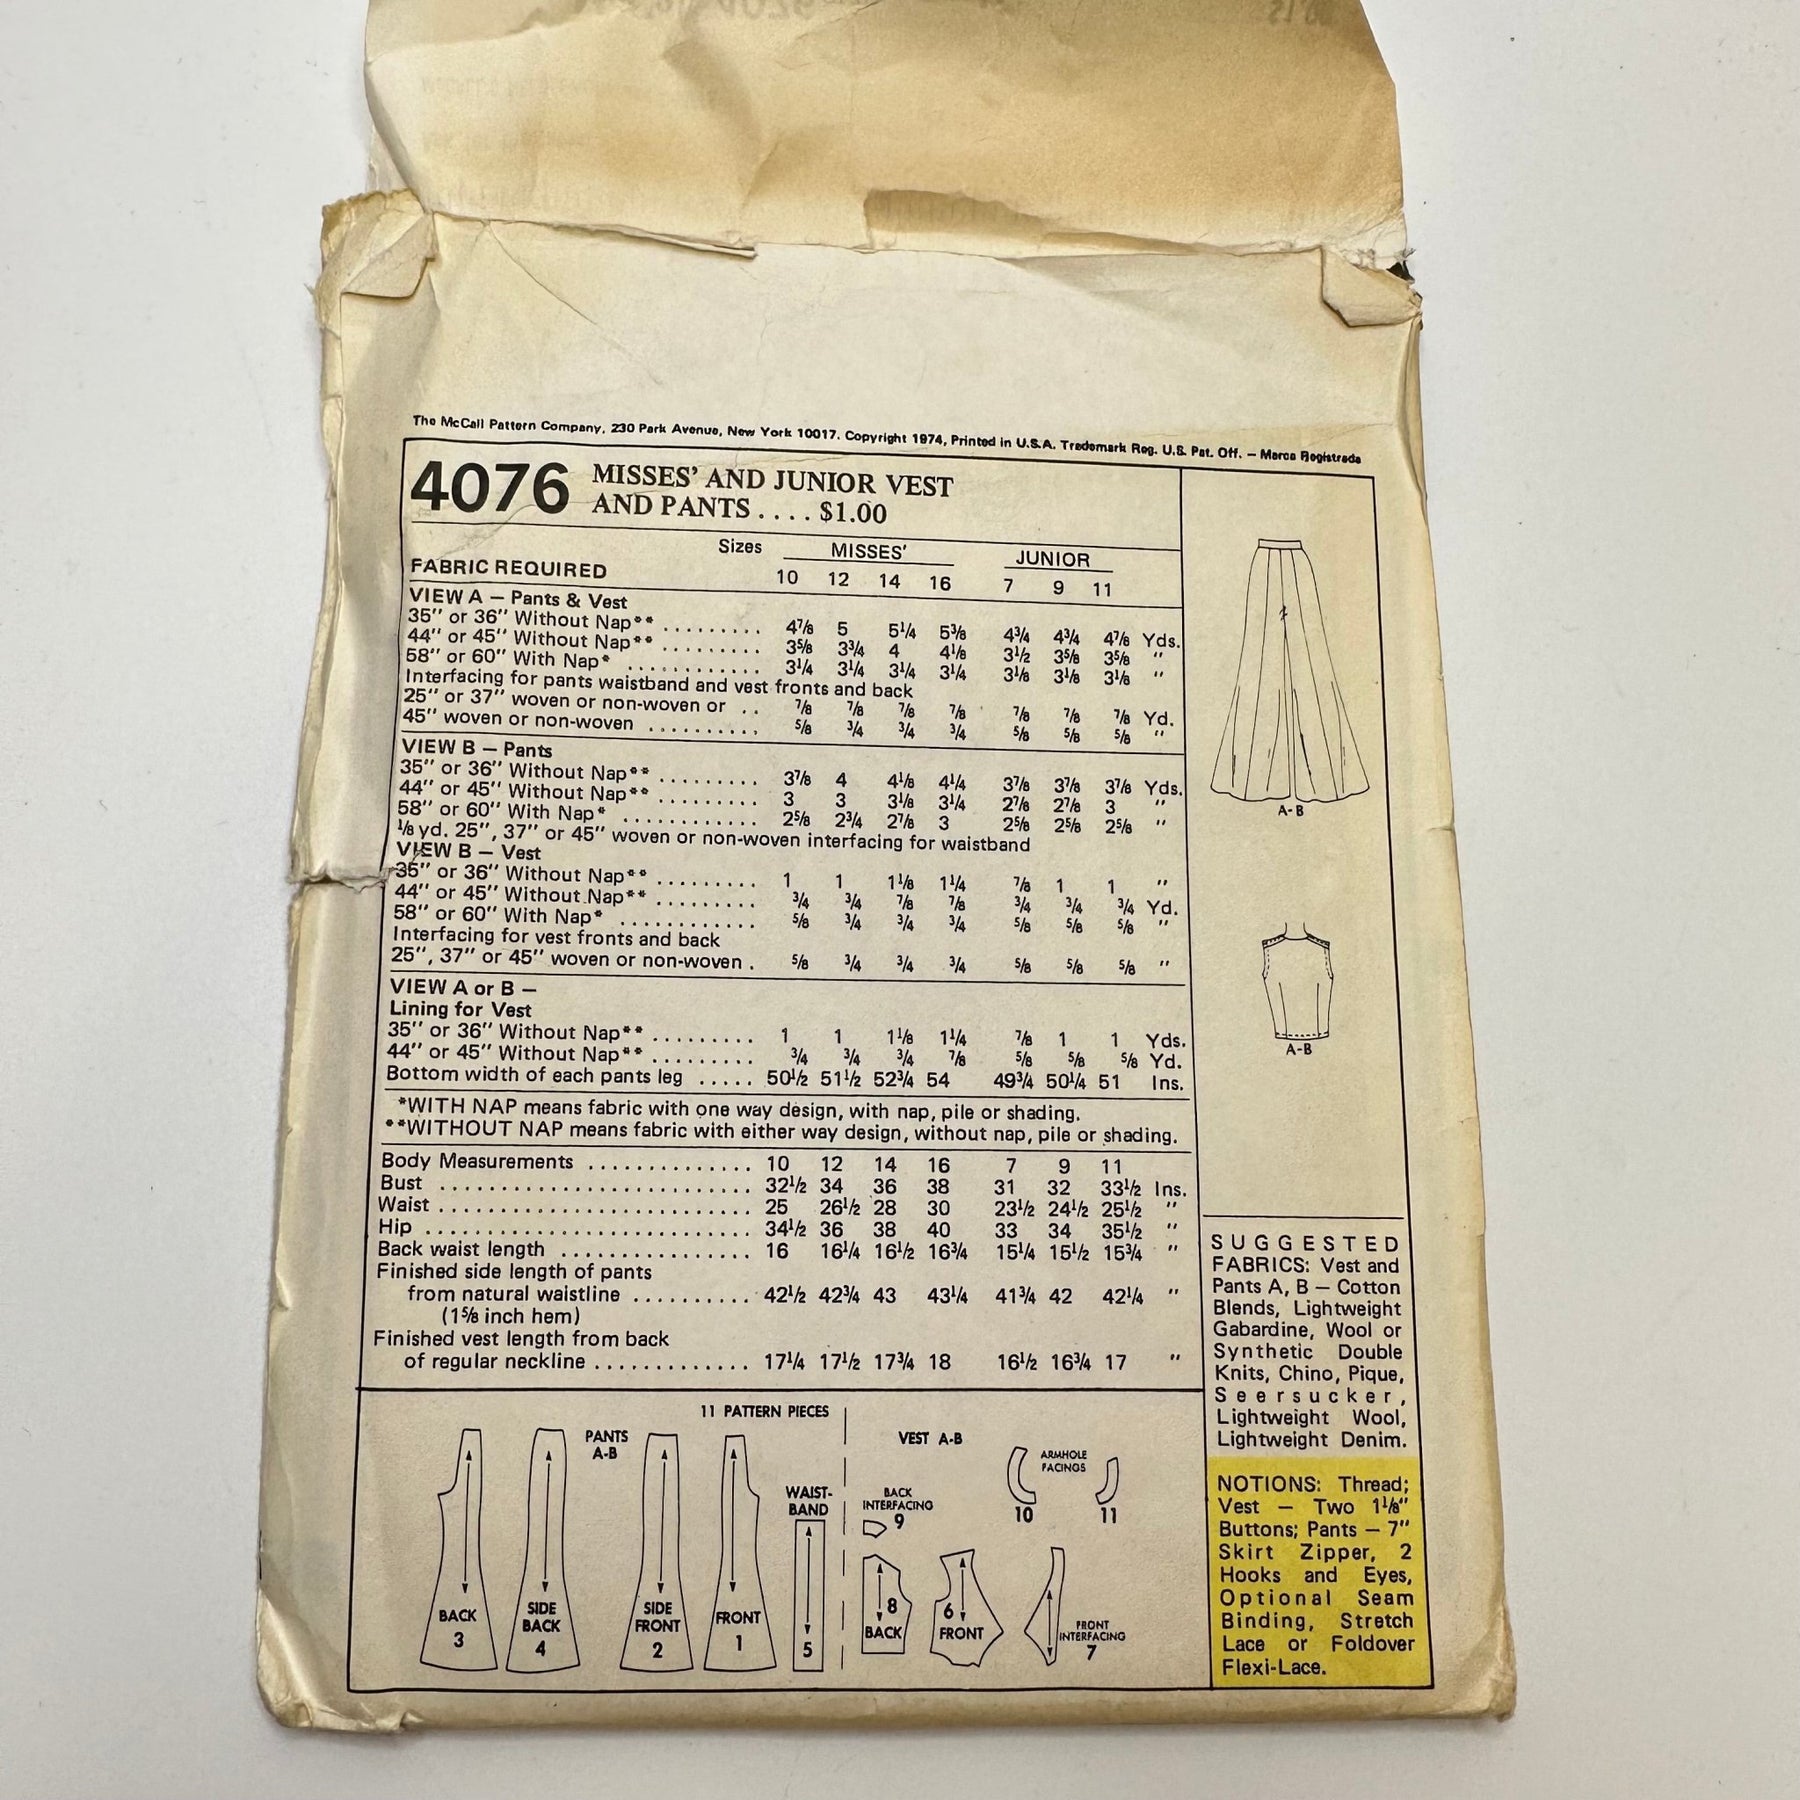 The McCall Pattern Company, 230 Park Avenue, New York 10017. Copyright 1974, Printed in U.S.A. Trademark Reg. U.S. Pat. Off. – Marca Registrada
4076 MISSES' AND JUNIOR VEST
AND PANTS .... $1.00
Sizes MISSES' JUNIOR
FABRIC REQUIRED 10 12 14 16 7 9 11
VIEW A – Pants & Vest
35" or 36" Without Nap** ......... 4⅞ 5 5¼ 5⅜ 4¾ 4¾ 4⅞ Yds.
44" or 45" Without Nap** ......... 3⅝ 3¾ 4 4⅛ 3½ 3⅝ 3⅝ "
58" or 60" With Nap* ............ 3¼ 3¼ 3¼ 3¼ 3⅛ 3⅛ 3⅛ "
Interfacing for pants waistband and vest fronts and back
25" or 37" woven or non-woven or .. ⅞ ⅞ ⅞ ⅞ ⅞ ⅞ ⅞ Yd.
45" woven or non-woven .......... ⅝ ¾ ¾ ¾ ⅝ ⅝ ⅝ "
VIEW B – Pants
35" or 36" Without Nap** ......... 3⅞ 4 4⅛ 4¼ 3⅞ 3⅞ 3⅞ Yds.
44" or 45" Without Nap** ......... 3 3 3⅛ 3¼ 2⅞ 2⅞ 3 "
58" or 60" With Nap* ............ 2⅝ 2¾ 2⅞ 3 2⅝ 2⅝ 2⅝ "
⅛ yd. 25", 37" or 45" woven or non-woven interfacing for waistband
VIEW B – Vest
35" or 36" Without Nap** ......... 1 1 1⅛ 1¼ ⅞ 1 1 "
44" or 45" Without Nap** ......... ¾ ¾ ⅞ ⅞ ¾ ¾ ¾ Yd.
58" or 60" With Nap* ............ ⅝ ¾ ¾ ¾ ⅝ ⅝ ⅝ "
Interfacing for vest fronts and back
25", 37" or 45" woven or non-woven . ⅝ ¾ ¾ ¾ ⅝ ⅝ ⅝ "
VIEW A or B –
Lining for Vest
35" or 36" Without Nap** ......... 1 1 1⅛ 1¼ ⅞ 1 1 Yds.
44" or 45" Without Nap** ......... ¾ ¾ ¾ ⅞ ⅝ ⅝ ⅝ Yd.
Bottom width of each pants leg ..... 50½ 51½ 52¾ 54 49¾ 50¼ 51 Ins.
*WITH NAP means fabric with one way design, with nap, pile or shading.
**WITHOUT NAP means fabric with either way design, without nap, pile or shading.
Body Measurements .............. 10 12 14 16 7 9 11
Bust ........................... 32½ 34 36 38 31 32 33½ Ins.
Waist ........................... 25 26½ 28 30 23½ 24½ 25½ "
Hip ............................ 34½ 36 38 40 33 34 35½ "
Back waist length ................ 16 16¼ 16½ 16¾ 15¼ 15½ 15¾ "
Finished side length of pants
from natural waistline .......... 42½ 42¾ 43 43¼ 41¾ 42 42¼ "
(1⅝ inch hem)
Finished vest length from back
of regular neckline ............. 17¼ 17½ 17¾ 18 16½ 16¾ 17 "
A-B
A-B
SUGGESTED
FABRICS: Vest and
Pants A, B – Cotton
Blends, Lightweight
Gabardine, Wool or
Synthetic Double
Knits, Chino, Pique,
Seersucker,
Lightweight Wool,
Lightweight Denim.
NOTIONS: Thread;
Vest – Two 1⅛"
Buttons; Pants – 7"
Skirt Zipper, 2
Hooks and Eyes,
Optional Seam
Binding, Stretch
Lace or Foldover
Flexi-Lace.
11 PATTERN PIECES
PANTS
A-B
BACK
3
SIDE
BACK
4
SIDE
FRONT
2
FRONT
1
WAIST-
BAND
5
VEST A-B
BACK
INTERFACING
9
ARMHOLE
FACINGS
10
11
8
BACK
6
FRONT
FRONT
INTERFACING
7